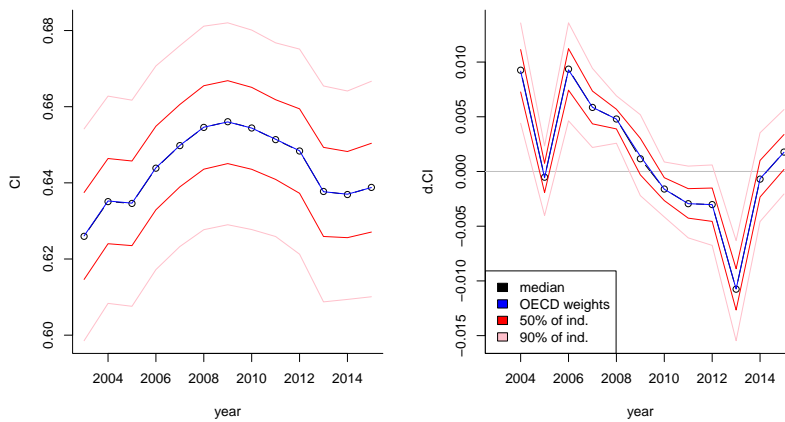 0.60 0.62 0.64 0.66 0.68
CI
2004 2006 2008 2010 2012 2014
year
−0.015 −0.010 −0.005 0.000 0.005 0.010
d.CI
median
OECD weights
50% of ind.
90% of ind.
2004 2006 2008 2010 2012 2014
year